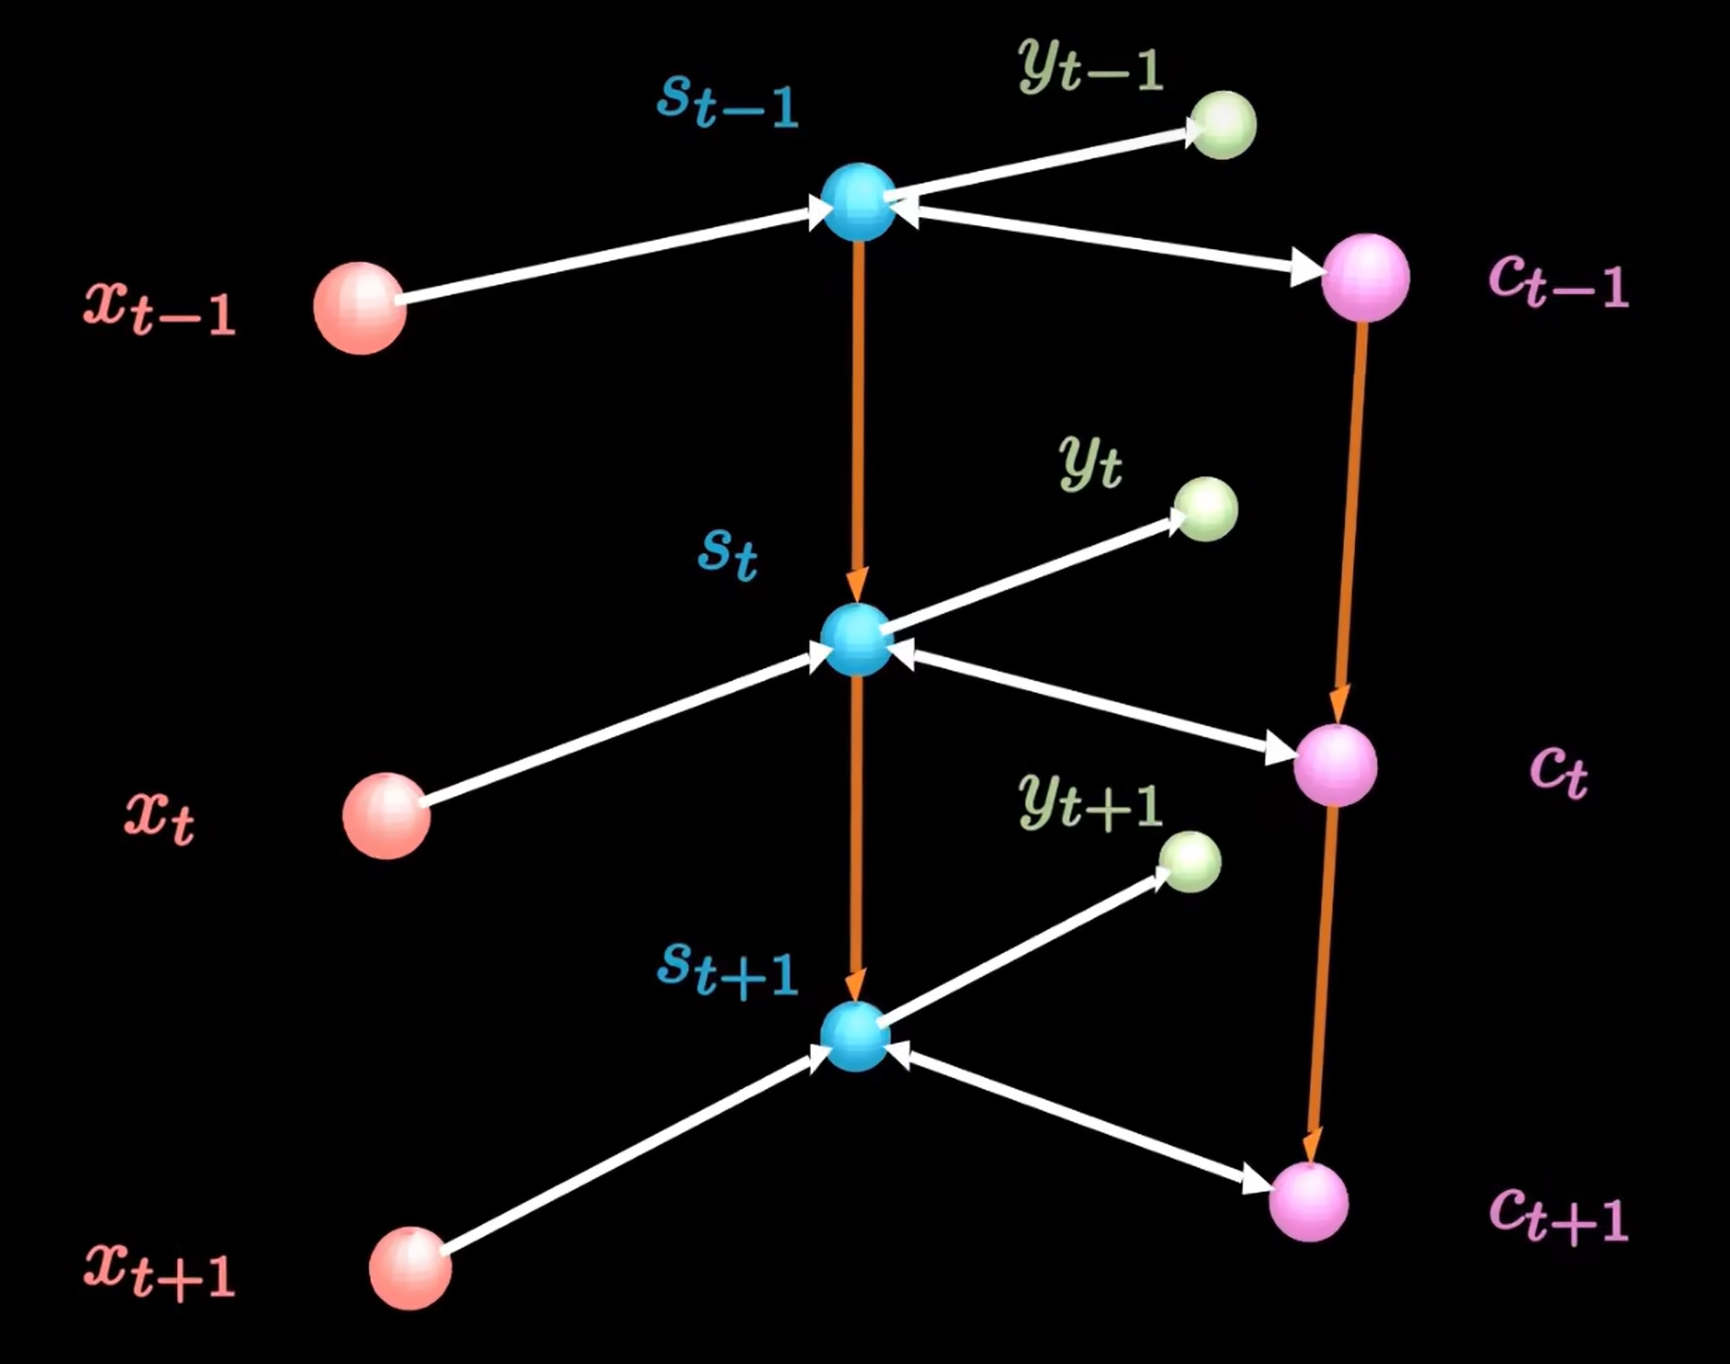 y_{t-1}
s_{t-1}
c_{t-1}
x_{t-1}
y_t
s_t
c_t
x_t
y_{t+1}
s_{t+1}
c_{t+1}
x_{t+1}